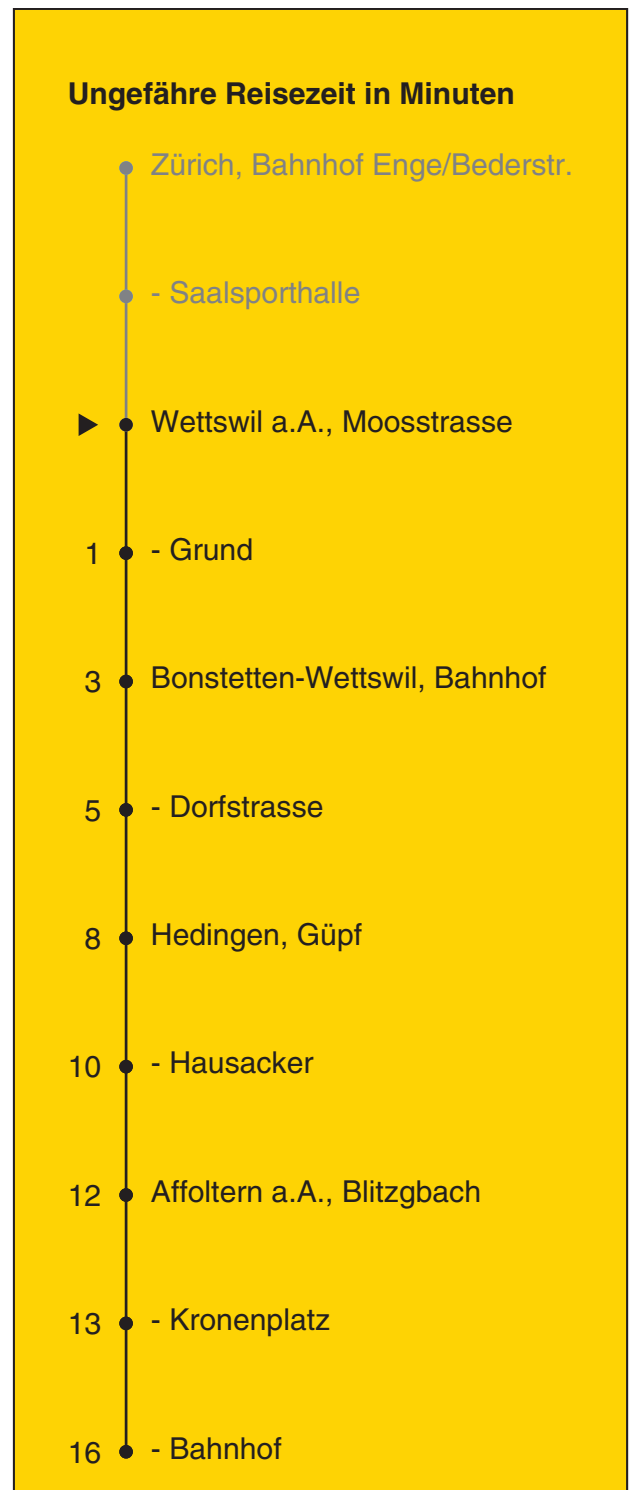 Ungefähre Reisezeit in Minuten
Zürich, Bahnhof Enge/Bederstr.
- Saalsporthalle
Wettswil a.A., Moosstrasse
1 - Grund
3 Bonstetten-Wettswil, Bahnhof
5 - Dorfstrasse
8 Hedingen, Güpf
10 - Hausacker
12 Affoltern a.A., Blitzgbach
13 - Kronenplatz
16 - Bahnhof